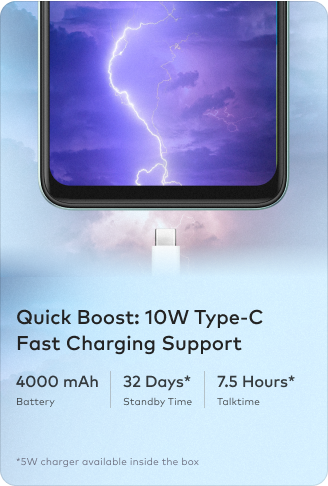 Quick Boost: 10W Type-C
Fast Charging Support
4000 mAh
Battery
32 Days*
Standby Time
7.5 Hours*
Talktime
*5W charger available inside the box